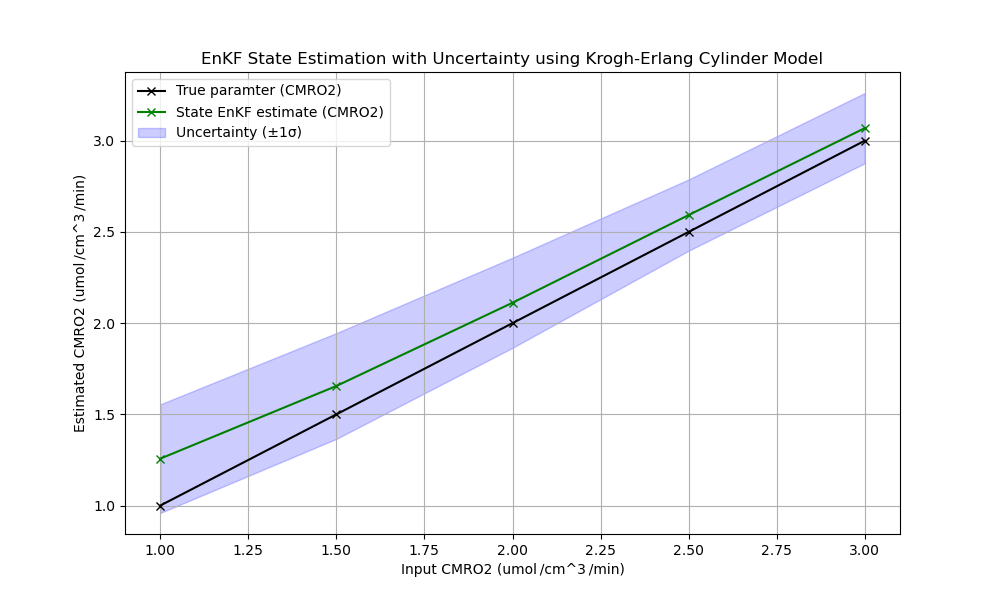 EnKF State Estimation with Uncertainty using Krogh-Erlang Cylinder Model
True paramter (CMRO2)
State EnKF estimate (CMRO2)
Uncertainty (±1σ)
Estimated CMRO2 (umol /cm^3 /min)
3.0
2.5
2.0
1.5
1.0
1.00 1.25 1.50 1.75 2.00 2.25 2.50 2.75 3.00
Input CMRO2 (umol /cm^3 /min)